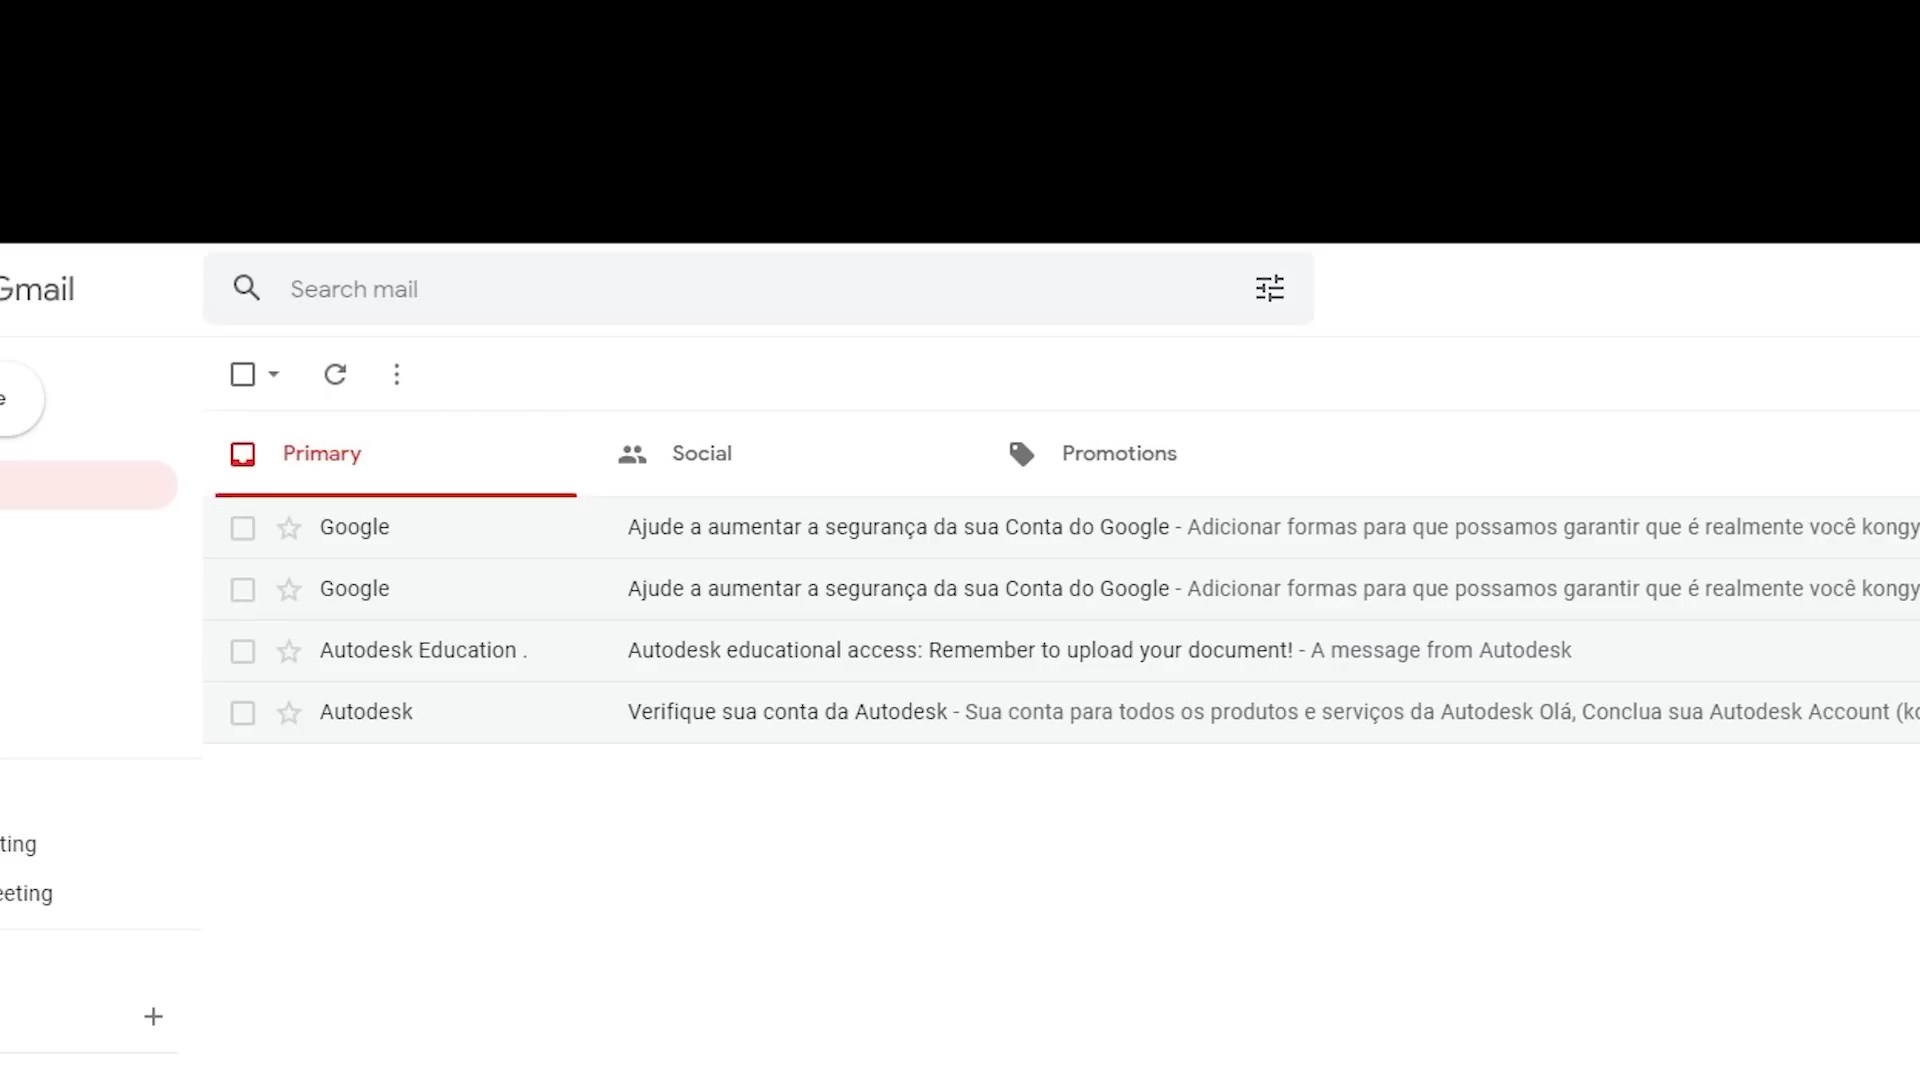 Gmail
Search mail
e
Primary
Social
Promotions
Google
Ajude a aumentar a segurança da sua Conta do Google - Adicionar formas para que possamos garantir que é realmente você kongy
Google
Ajude a aumentar a segurança da sua Conta do Google - Adicionar formas para que possamos garantir que é realmente você kongy
Autodesk Education .
Autodesk educational access: Remember to upload your document! - A message from Autodesk
Autodesk
Verifique sua conta da Autodesk - Sua conta para todos os produtos e serviços da Autodesk Olá, Conclua sua Autodesk Account (ko
ting
eeting